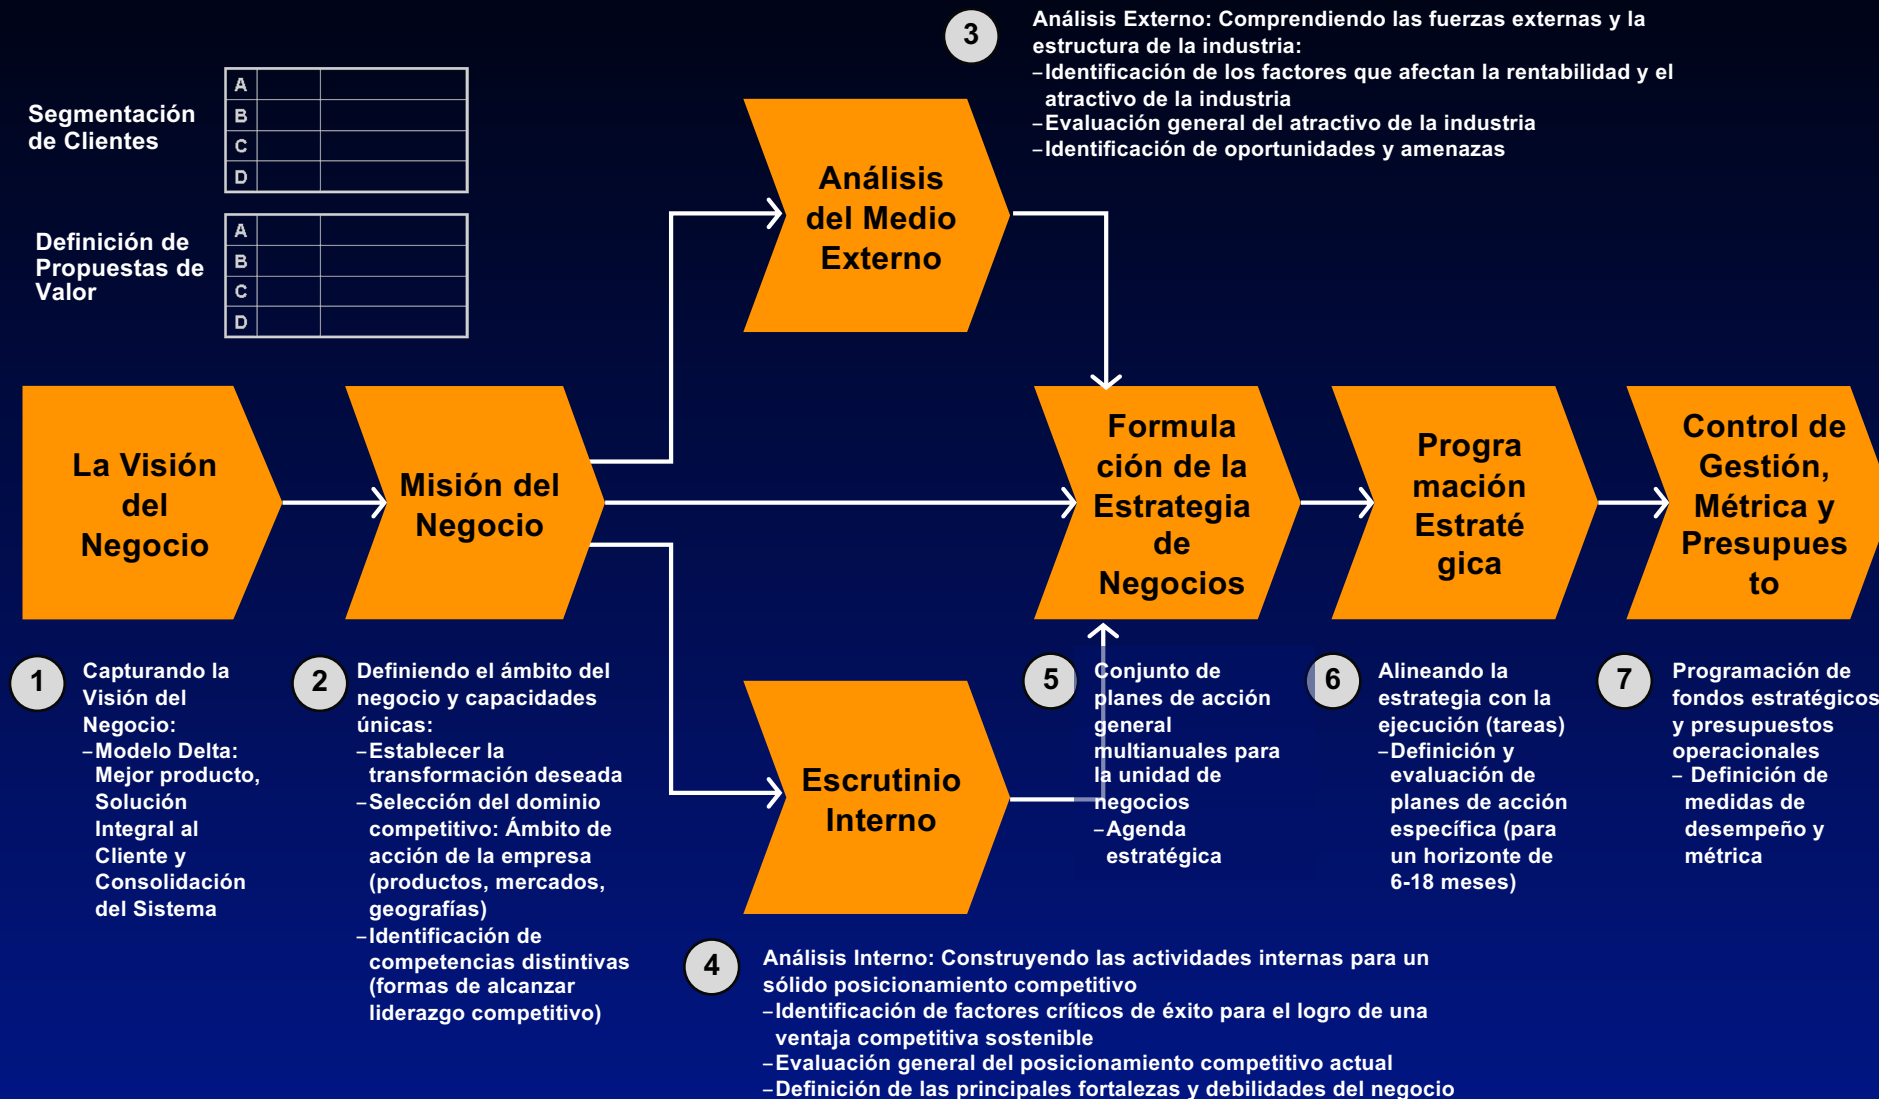 3
Análisis Externo: Comprendiendo las fuerzas externas y la
estructura de la industria:
–Identificación de los factores que afectan la rentabilidad y el
atractivo de la industria
–Evaluación general del atractivo de la industria
–Identificación de oportunidades y amenazas
Segmentación
de Clientes
A
B
C
D
Definición de
Propuestas de
Valor
A
B
C
D
Análisis
del Medio
Externo
La Visión
del
Negocio
Misión del
Negocio
Formula
ción de la
Estrategia
de
Negocios
Progra
mación
Estraté
gica
Control de
Gestión,
Métrica y
Presupues
to
Escrutinio
Interno
1
Capturando la
Visión del
Negocio:
–Modelo Delta:
Mejor producto,
Solución
Integral al
Cliente y
Consolidación
del Sistema
2
Definiendo el ámbito del
negocio y capacidades
únicas:
–Establecer la
transformación deseada
–Selección del dominio
competitivo: Ámbito de
acción de la empresa
(productos, mercados,
geografías)
–Identificación de
competencias distintivas
(formas de alcanzar
liderazgo competitivo)
5
Conjunto de
planes de acción
general
multianuales para
la unidad de
negocios
–Agenda
estratégica
6
Alineando la
estrategia con la
ejecución (tareas)
–Definición y
evaluación de
planes de acción
específica (para
un horizonte de
6-18 meses)
7
Programación de
fondos estratégicos
y presupuestos
operacionales
– Definición de
medidas de
desempeño y
métrica
4
Análisis Interno: Construyendo las actividades internas para un
sólido posicionamiento competitivo
–Identificación de factores críticos de éxito para el logro de una
ventaja competitiva sostenible
–Evaluación general del posicionamiento competitivo actual
–Definición de las principales fortalezas y debilidades del negocio